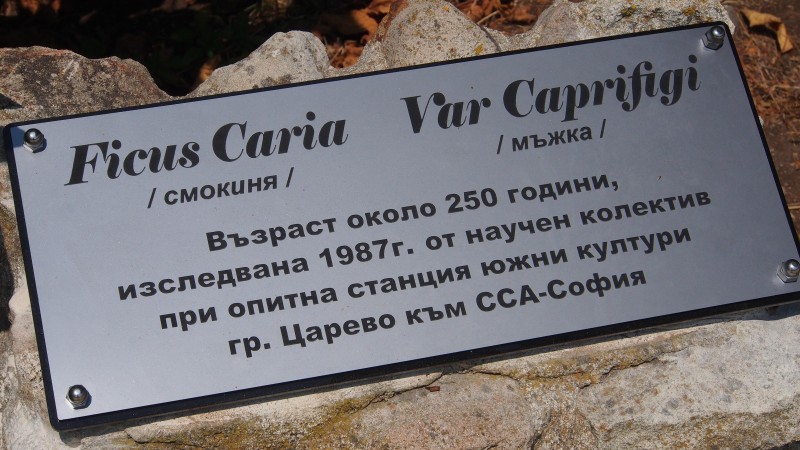 Ficus Caria Var Caprifigi
/ смокиня / / мъжка /
Възраст около 250 години,
изследвана 1987г. от научен колектив
при опитна станция южни култури
гр. Царево към ССА-София